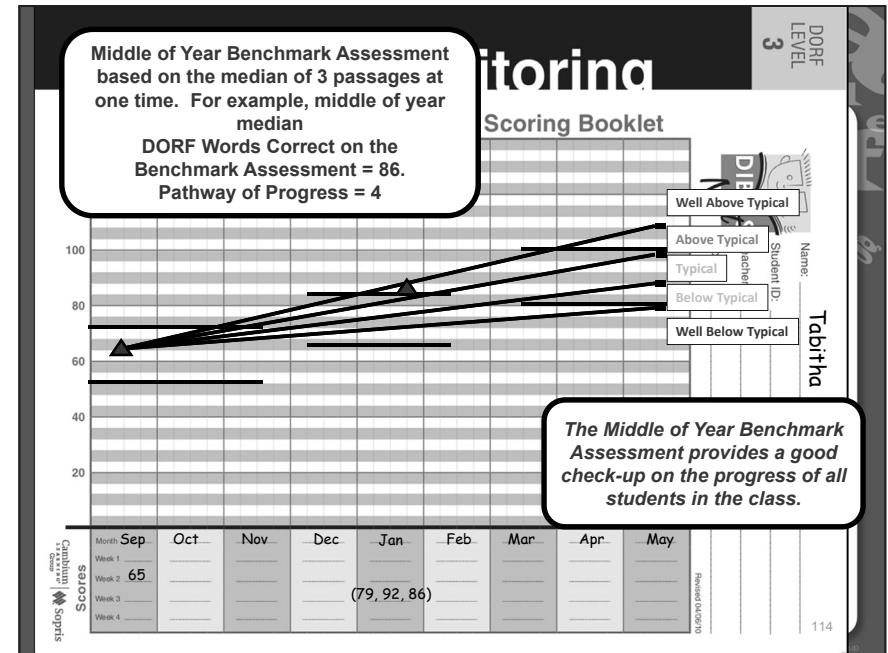 DORF
LEVEL
3
Middle of Year Benchmark Assessment
based on the median of 3 passages at
one time. For example, middle of year
median
DORF Words Correct on the
Benchmark Assessment = 86.
Pathway of Progress = 4
itoring
Scoring Booklet
Well Above Typical
Above Typical
Typical
Below Typical
Well Below Typical
Name: Tabitha
Student ID:
100
80
60
40
20
The Middle of Year Benchmark
Assessment provides a good
check-up on the progress of all
students in the class.
Month Sep Oct Nov Dec Jan Feb Mar Apr May
Week 1
Week 2 65
Week 3 (79, 92, 86)
Week 4
Scores
Cambium
LEARNING
Group
Sopris
Revised 04/06/10
114